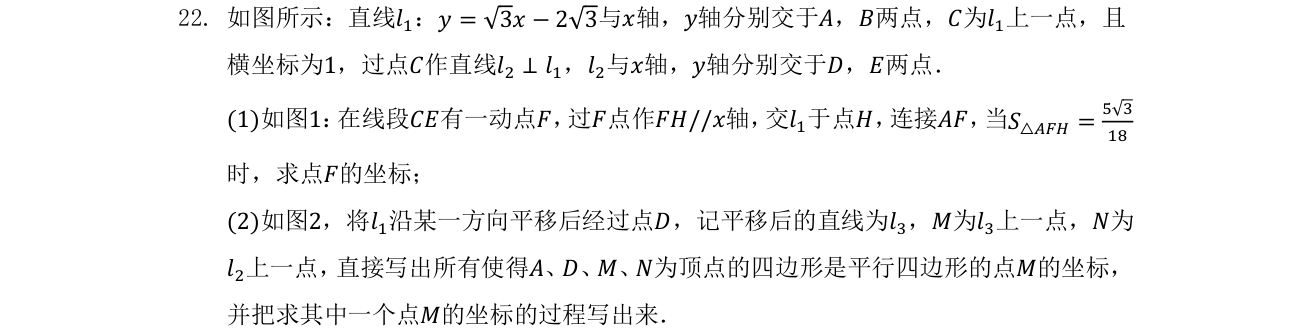 22. 如图所示：直线l₁：y = √3x − 2√3与x轴，y轴分别交于A，B两点，C为l₁上一点，且
横坐标为1，过点C作直线l₂ ⊥ l₁，l₂与x轴，y轴分别交于D，E两点．
(1)如图1：在线段CE有一动点F，过F点作FH//x轴，交l₁于点H，连接AF，当S△AFH = 5√3/18
时，求点F的坐标；
(2)如图2，将l₁沿某一方向平移后经过点D，记平移后的直线为l₃，M为l₃上一点，N为
l₂上一点，直接写出所有使得A、D、M、N为顶点的四边形是平行四边形的点M的坐标，
并把求其中一个点M的坐标的过程写出来．